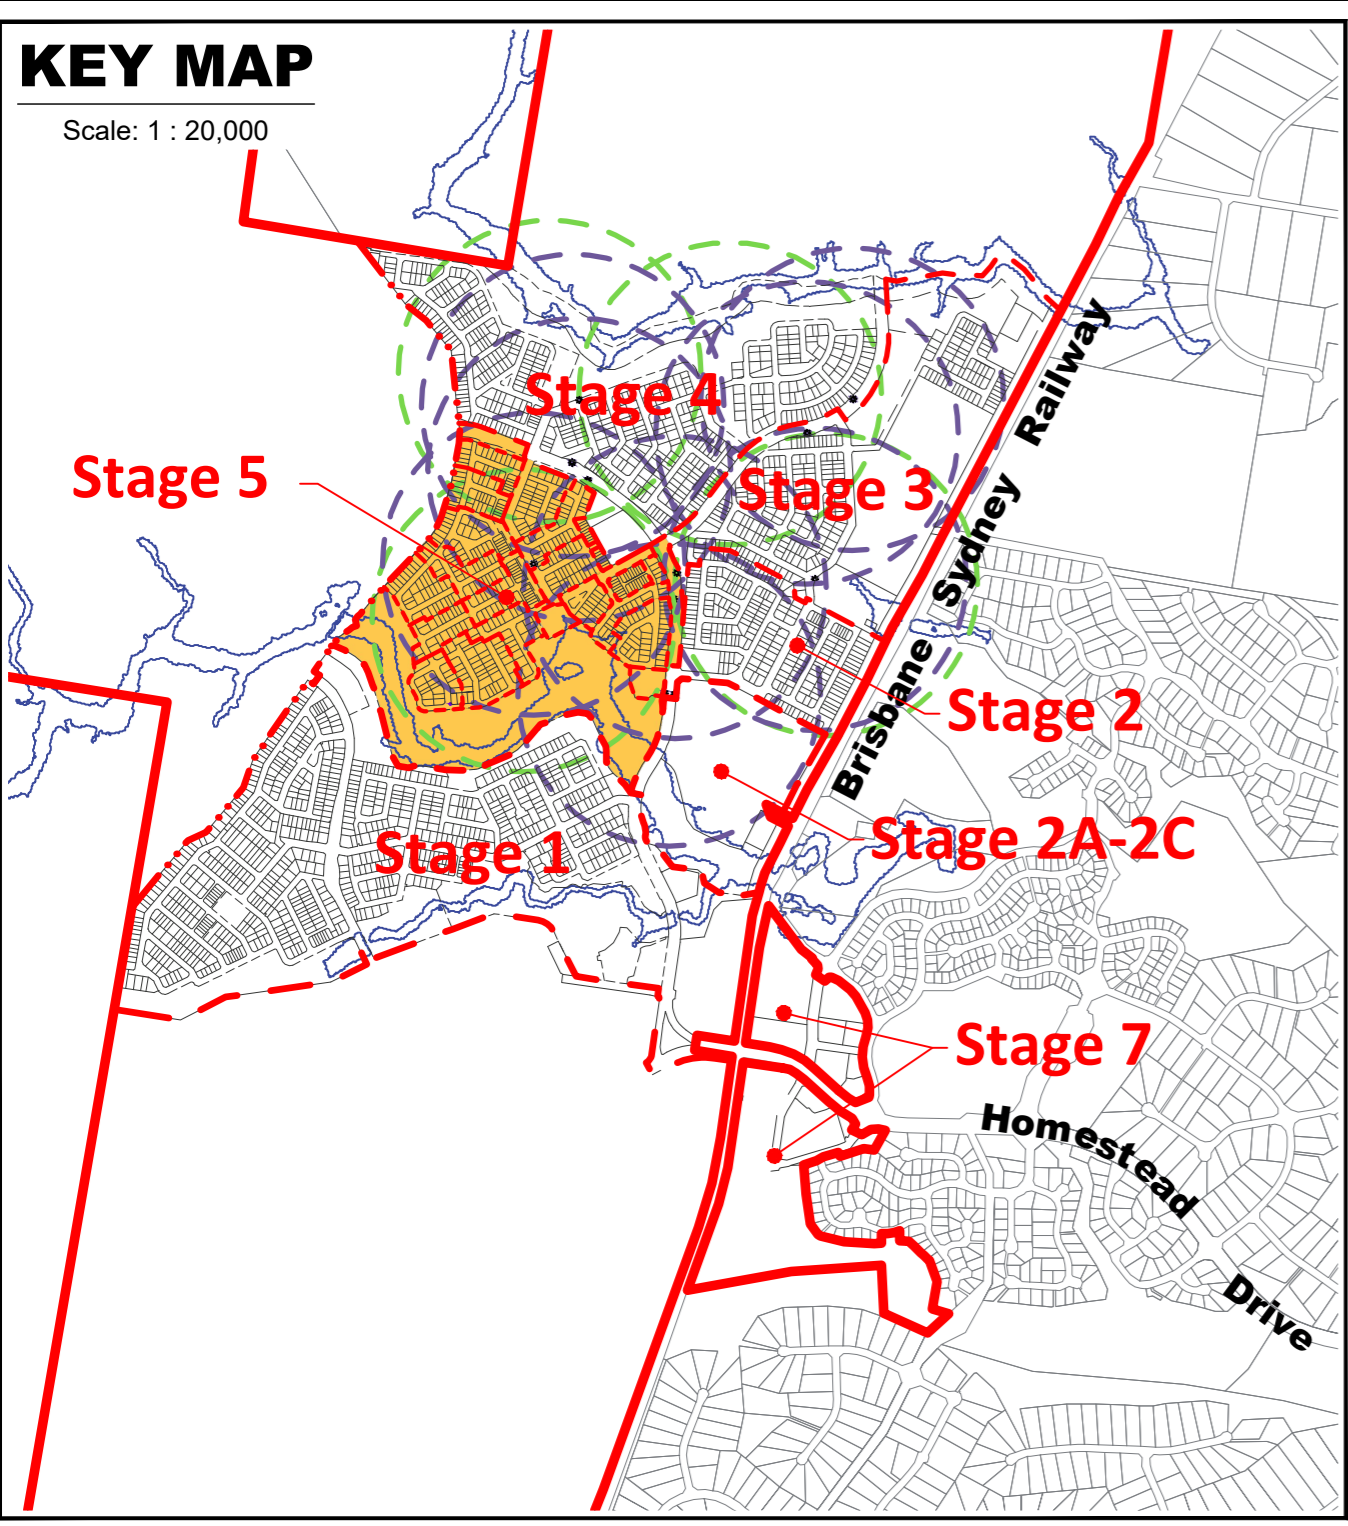 KEY MAP
Scale: 1 : 20,000
Stage 4
Stage 5
Stage 3
Stage 2
Stage 2A-2C
Stage 1
Stage 7
Brisbane Sydney Railway
Homestead Drive